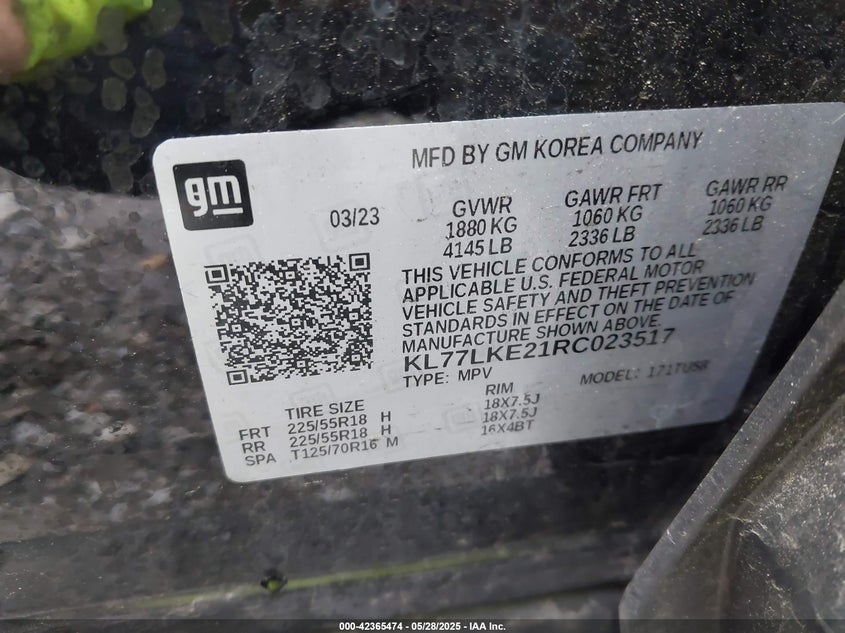 gm
MFD BY GM KOREA COMPANY
03/23
GVWR
1880 KG
4145 LB
GAWR FRT
1060 KG
2336 LB
GAWR RR
1060 KG
2336 LB
THIS VEHICLE CONFORMS TO ALL
APPLICABLE U.S. FEDERAL MOTOR
VEHICLE SAFETY AND THEFT PREVENTION
STANDARDS IN EFFECT ON THE DATE OF
MANUFACTURE SHOWN ABOVE
KL77LKE21RC023517
TYPE: MPV
MODEL: 171TUSR
TIRE SIZE
RIM
FRT 225/55R18 H 18X7.5J
RR 225/55R18 H 18X7.5J
SPA T125/70R16 M 16X4BT
000-42365474 | 05/28/2025 - IAA Inc.